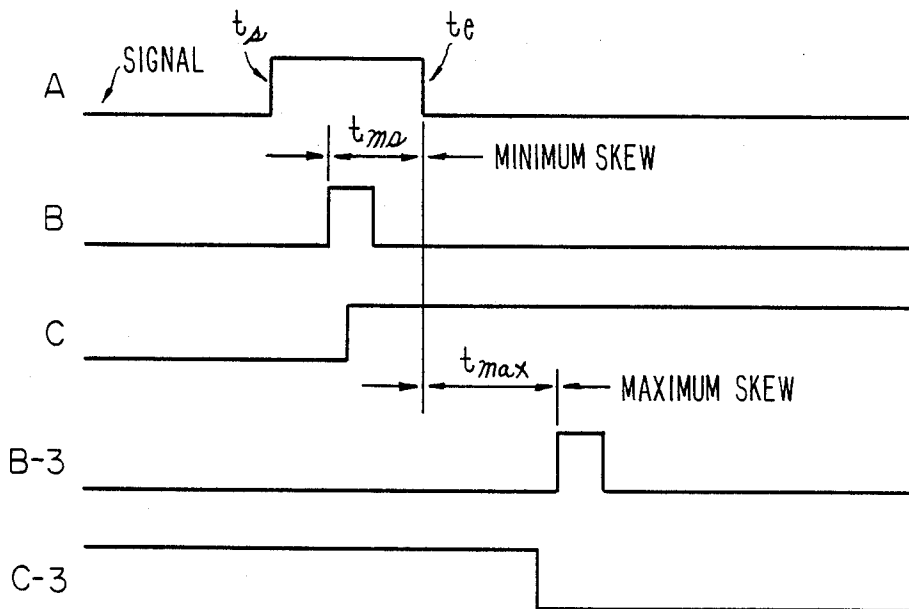 ts
te
SIGNAL
A
tms
MINIMUM SKEW
B
C
tmax
MAXIMUM SKEW
B-3
C-3